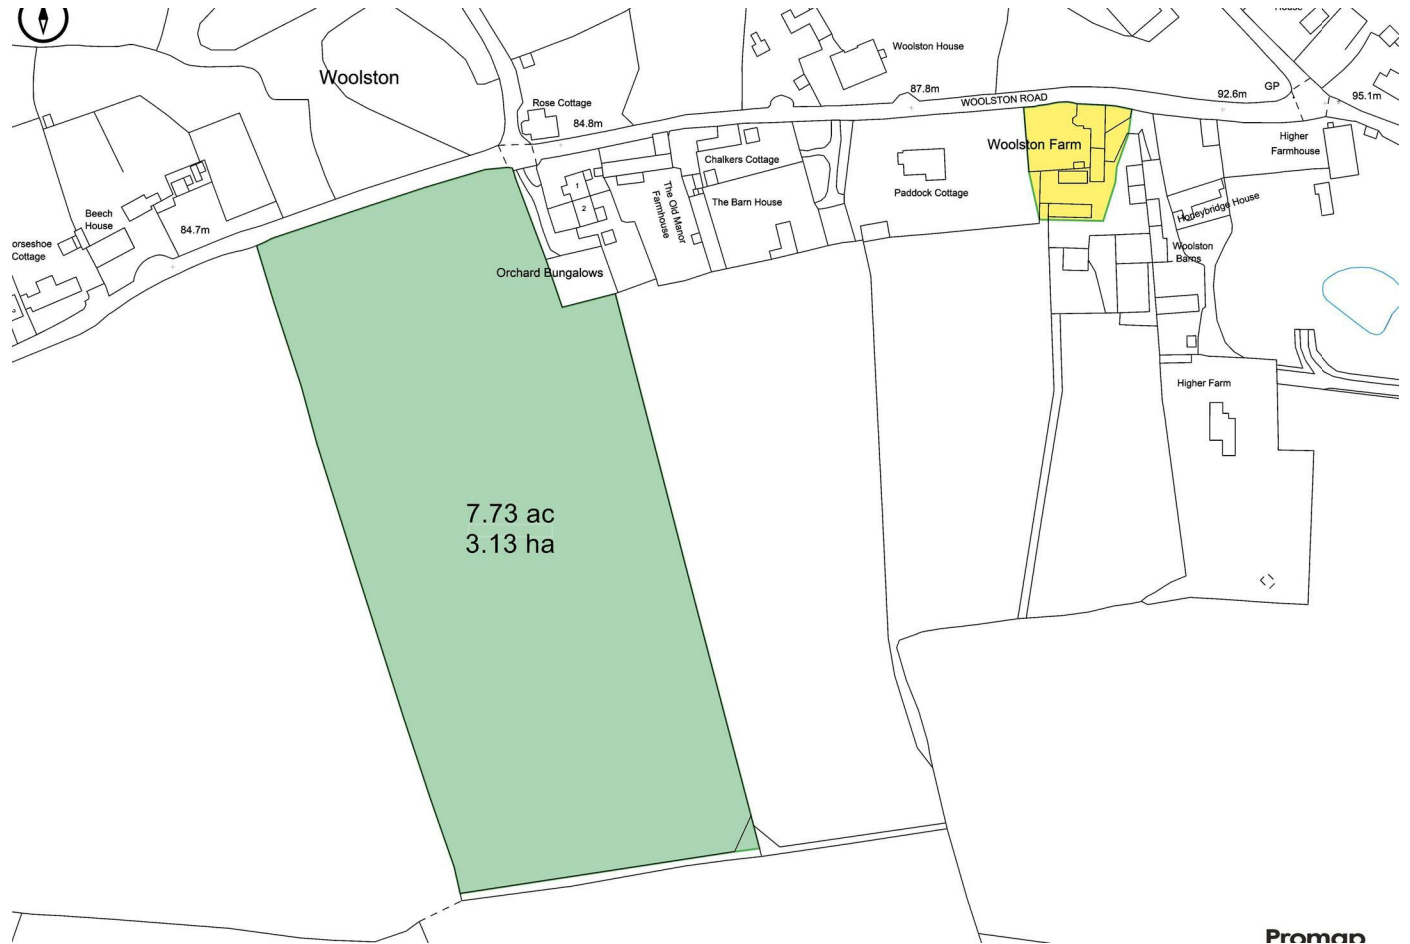 House
Woolston House
Woolston
87.8m
GP
92.6m
95.1m
WOOLSTON ROAD
Rose Cottage
84.8m
Woolston Farm
Higher
Farmhouse
Chalkers Cottage
1
2
The Old Manor
Farmhouse
The Barn House
Paddock Cottage
Honeybridge House
Beech
House
84.7m
orseshoe
Cottage
Woolston
Barns
Orchard Bungalows
Higher Farm
7.73 ac
3.13 ha
Promap